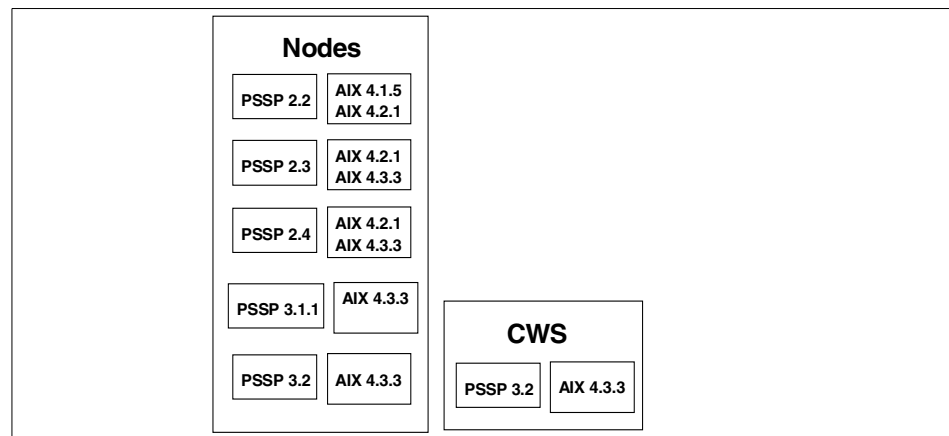 Nodes
PSSP 2.2
AIX 4.1.5
AIX 4.2.1
PSSP 2.3
AIX 4.2.1
AIX 4.3.3
PSSP 2.4
AIX 4.2.1
AIX 4.3.3
PSSP 3.1.1
AIX 4.3.3
PSSP 3.2
AIX 4.3.3
CWS
PSSP 3.2
AIX 4.3.3